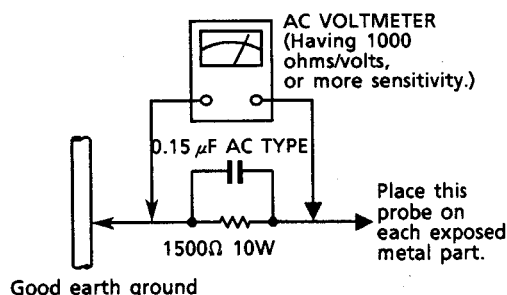 AC VOLTMETER
(Having 1000
ohms/volts,
or more sensitivity.)
0.15 µF AC TYPE
1500Ω 10W
Place this
probe on
each exposed
metal part.
Good earth ground